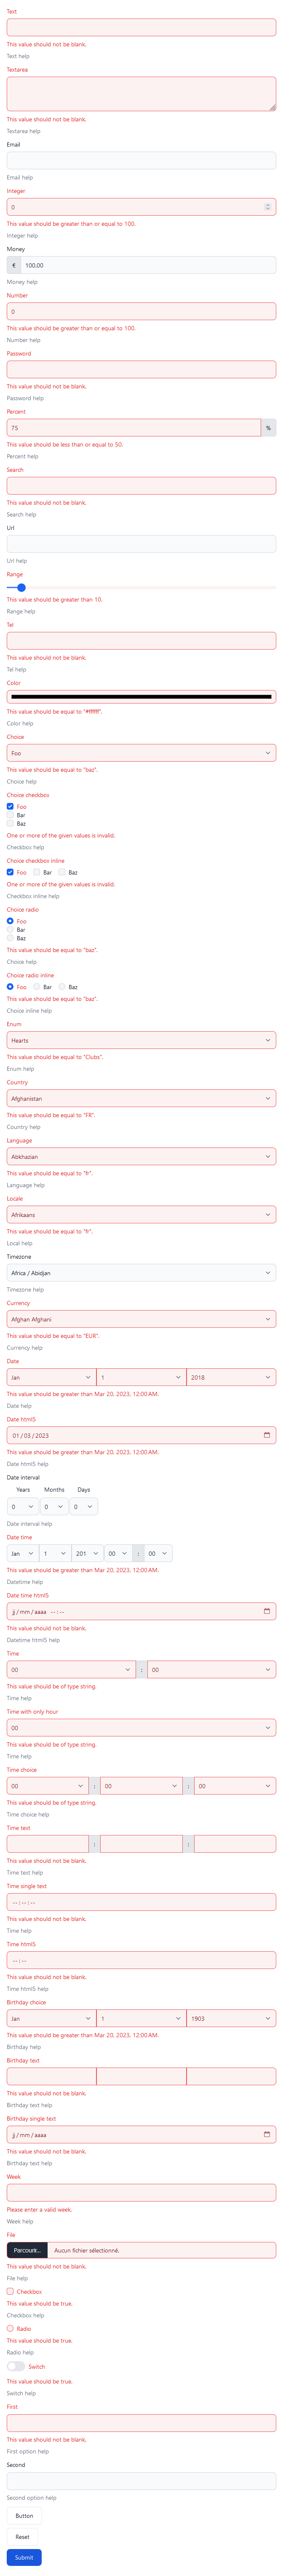 Text
This value should not be blank.
Text help
Textarea
This value should not be blank.
Textarea help
Email
Email help
Integer
0
This value should be greater than or equal to 100.
Integer help
Money
€ 100.00
Money help
Number
0
This value should be greater than or equal to 100.
Number help
Password
This value should not be blank.
Password help
Percent
75 %
This value should be less than or equal to 50.
Percent help
Search
This value should not be blank.
Search help
Url
Url help
Range
This value should be greater than 10.
Range help
Tel
This value should not be blank.
Tel help
Color
This value should be equal to "#ffffff".
Color help
Choice
Foo
This value should be equal to "baz".
Choice help
Choice checkbox
Foo
Bar
Baz
One or more of the given values is invalid.
Checkbox help
Choice checkbox inline
Foo Bar Baz
One or more of the given values is invalid.
Checkbox inline help
Choice radio
Foo
Bar
Baz
This value should be equal to "baz".
Choice help
Choice radio inline
Foo Bar Baz
This value should be equal to "baz".
Choice inline help
Enum
Hearts
This value should be equal to "Clubs".
Enum help
Country
Afghanistan
This value should be equal to "FR".
Country help
Language
Abkhazian
This value should be equal to "fr".
Language help
Locale
Afrikaans
This value should be equal to "fr".
Local help
Timezone
Africa / Abidjan
Timezone help
Currency
Afghan Afghani
This value should be equal to "EUR".
Currency help
Date
Jan 1 2018
This value should be greater than Mar 20, 2023, 12:00 AM.
Date help
Date html5
01 / 03 / 2023
This value should be greater than Mar 20, 2023, 12:00 AM.
Date html5 help
Date interval
Years Months Days
0 0 0
Date interval help
Date time
Jan 1 201 00 : 00
This value should be greater than Mar 20, 2023, 12:00 AM.
Datetime help
Date time html5
jj / mm / aaaa -- : --
This value should not be blank.
Datetime html5 help
Time
00 : 00
This value should be of type string.
Time help
Time with only hour
00
This value should be of type string.
Time help
Time choice
00 : 00 : 00
This value should be of type string.
Time choice help
Time text
: :
This value should not be blank.
Time text help
Time single text
-- : -- : --
This value should not be blank.
Time help
Time html5
-- : --
This value should not be blank.
Time html5 help
Birthday choice
Jan 1 1903
This value should be greater than Mar 20, 2023, 12:00 AM.
Birthday help
Birthday text
This value should not be blank.
Birthday text help
Birthday single text
jj / mm / aaaa
This value should not be blank.
Birthday text help
Week
Please enter a valid week.
Week help
File
Parcourir... Aucun fichier sélectionné.
This value should not be blank.
File help
Checkbox
This value should be true.
Checkbox help
Radio
This value should be true.
Radio help
Switch
This value should be true.
Switch help
First
This value should not be blank.
First option help
Second
Second option help
Button
Reset
Submit